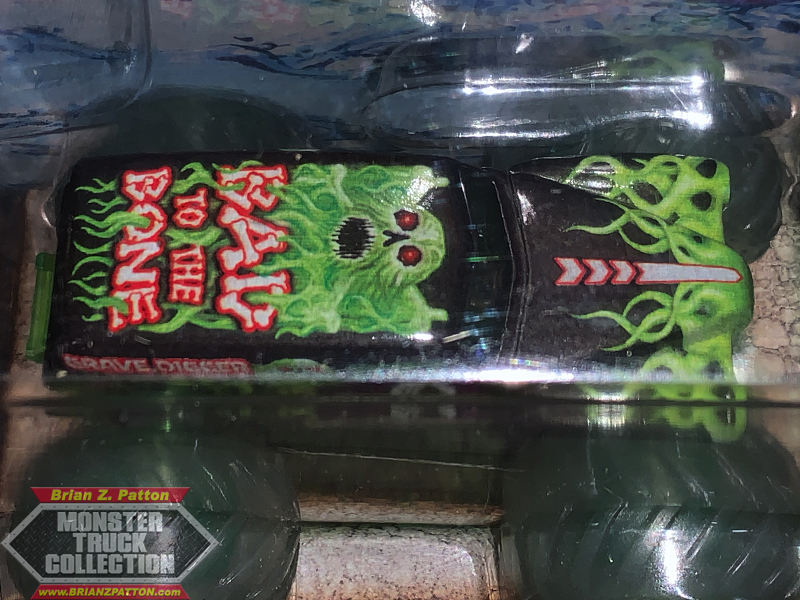 BAD
TO THE
BONE
GRAVE DIGGER
Brian Z. Patton
MONSTER
TRUCK
COLLECTION
www.BRIANZPATTON.com